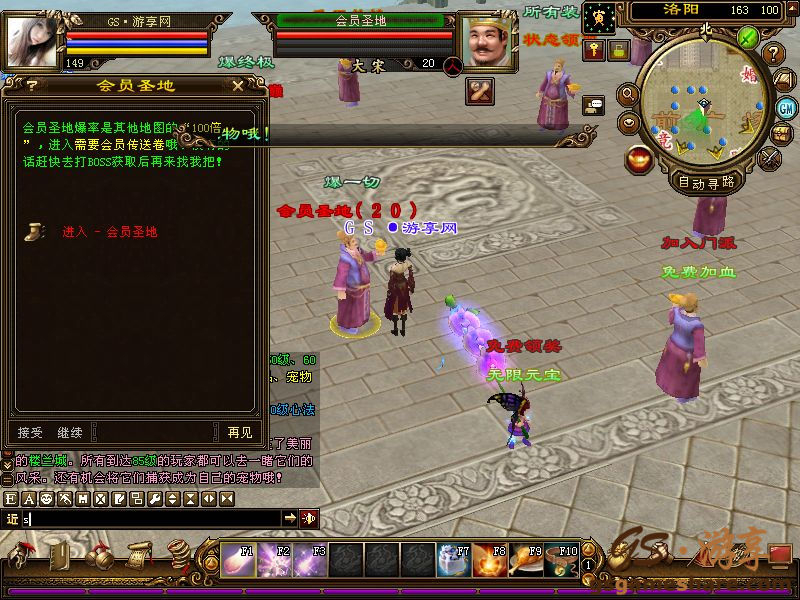 GS·游享网
149
会员圣地
大宋
20
所有装
状态领
洛阳
163 100
北
GM
自动寻路
爆终极
? 会员圣地 ×
会员圣地爆率是其他地图的“100倍
”，进入需要会员传送卷哦
话赶快去打BOSS获取后再来找我把！
物哦！
进入 - 会员圣地
爆一切
会员圣地(20)
GS●游享网
加入门派
免费加血
免费领奖
无限元宝
0级、60
、宠物
0级心法
接受 继续 再见
了美丽
的楼兰城。所有到达85级的玩家都可以去一睹它们的
风采。还有机会将它们捕获成为自己的宠物哦！
近 s
F1 F2 F3 F7 F8 F9 F10
1
GS·游享